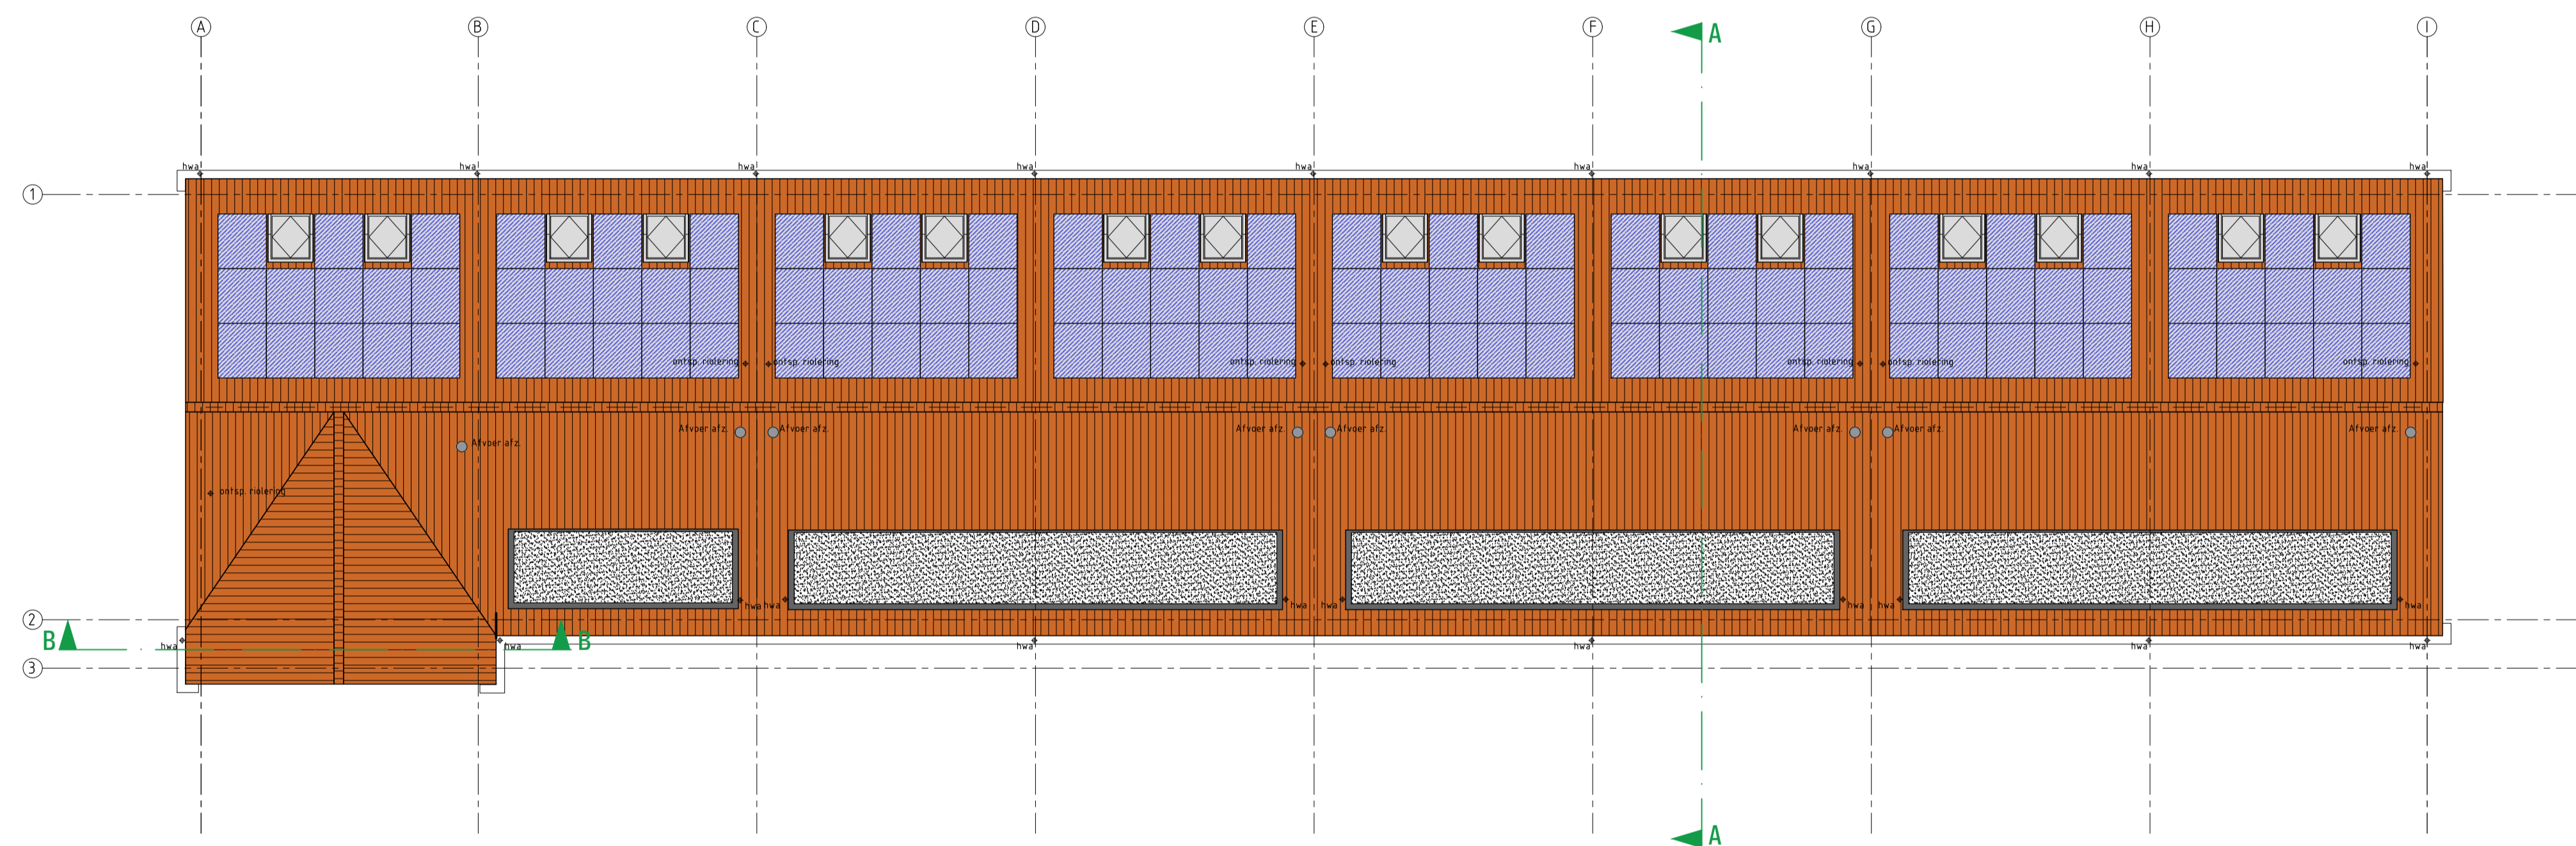 A B C D E F A G H I
hwa hwa hwa hwa hwa hwa hwa hwa hwa
1
ontsp. riolering ontsp. riolering ontsp. riolering ontsp. riolering ontsp. riolering ontsp. riolering ontsp. riolering
Afvoer afz. Afvoer afz. Afvoer afz. Afvoer afz. Afvoer afz. Afvoer afz. Afvoer afz. Afvoer afz.
ontsp. riolering
hwa hwa hwa hwa hwa hwa hwa
2
B B
hwa hwa hwa hwa hwa hwa
3
A